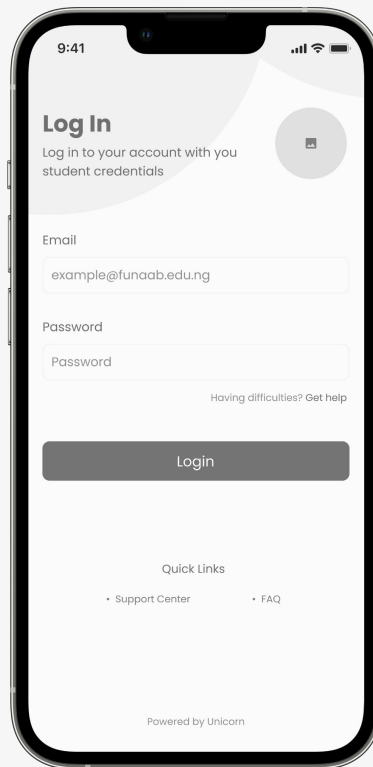 9:41
Log In
Log in to your account with you
student credentials
Email
example@funaab.edu.ng
Password
Password
Having difficulties? Get help
Login
Quick Links
• Support Center • FAQ
Powered by Unicorn